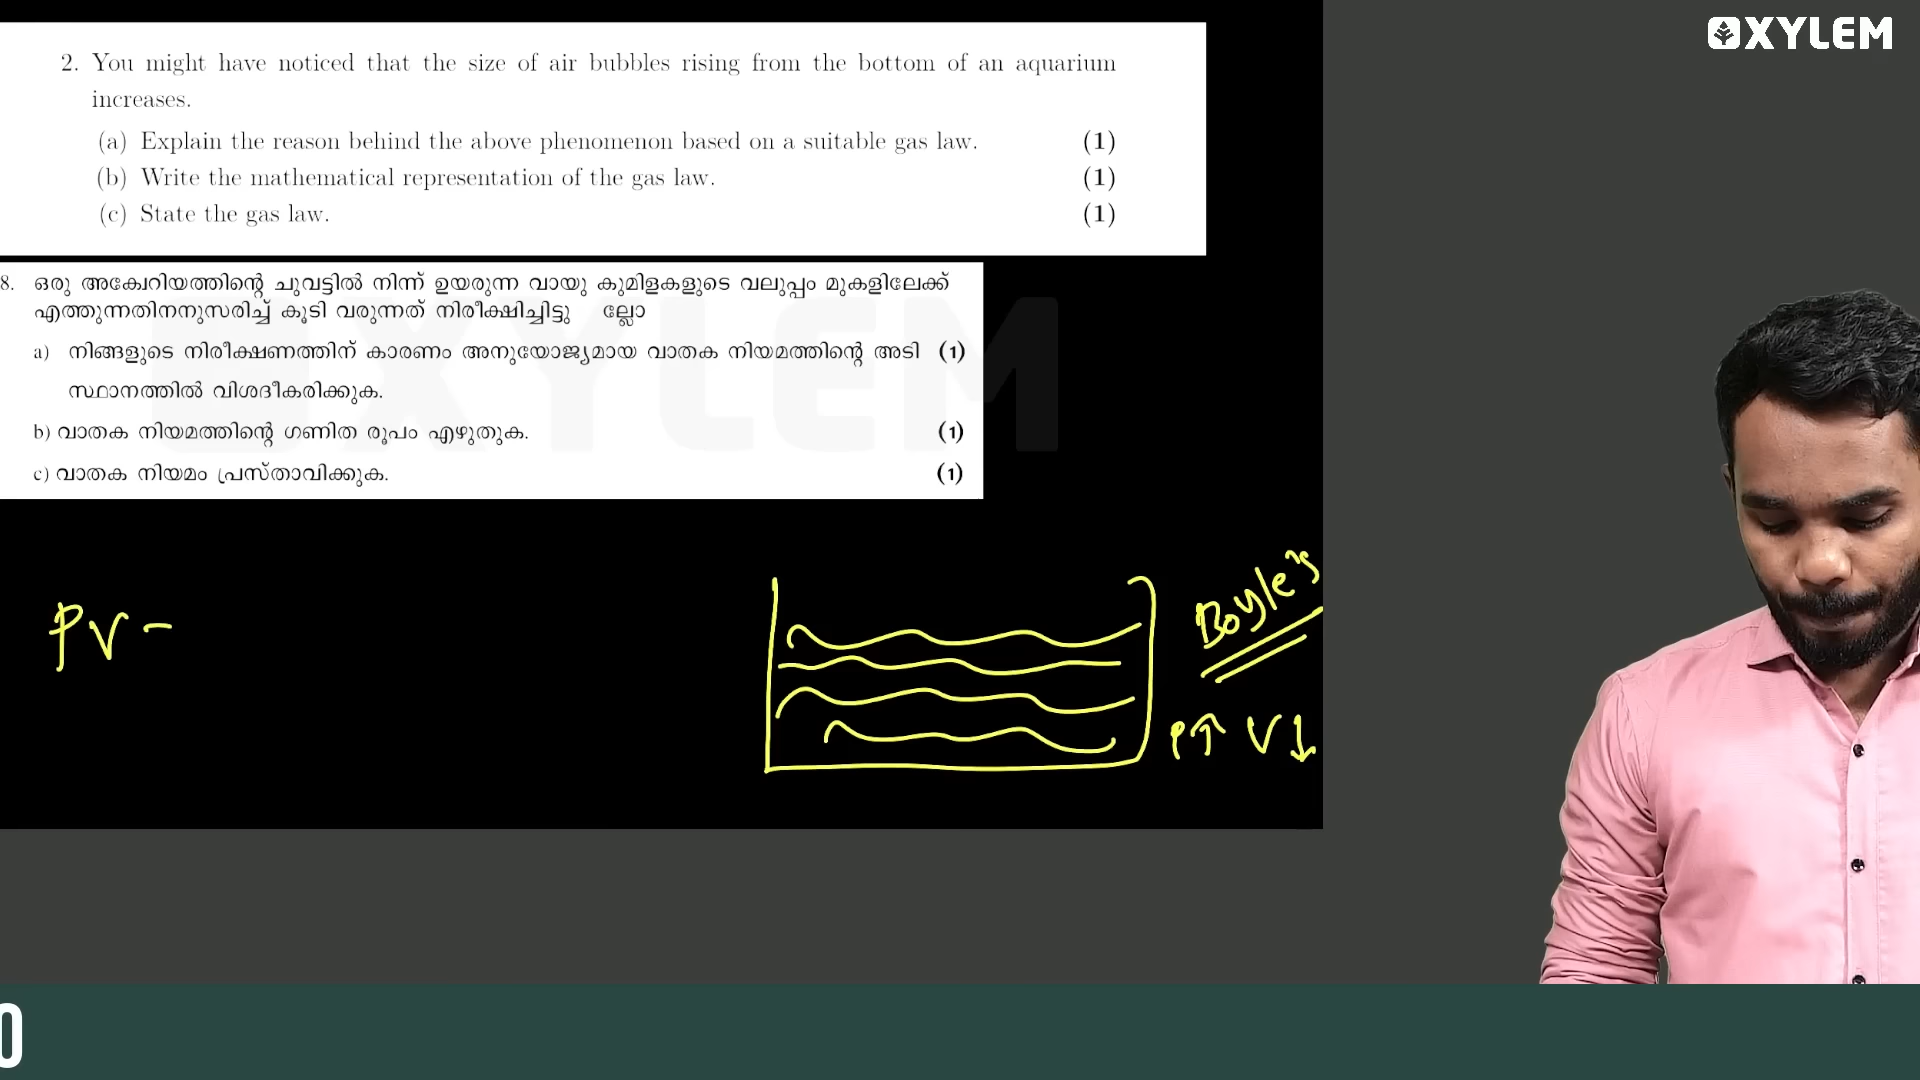 XYLEM
2. You might have noticed that the size of air bubbles rising from the bottom of an aquarium
increases.
(a) Explain the reason behind the above phenomenon based on a suitable gas law. (1)
(b) Write the mathematical representation of the gas law. (1)
(c) State the gas law. (1)
8. ഒരു അക്വേറിയത്തിന്റെ ചുവട്ടിൽ നിന്ന് ഉയരുന്ന വായു കുമിളകളുടെ വലുപ്പം മുകളിലേക്ക്
എത്തുന്നതിനനുസരിച്ച് കൂടി വരുന്നത് നിരീക്ഷിച്ചിട്ടു ല്ലോ
a) നിങ്ങളുടെ നിരീക്ഷണത്തിന് കാരണം അനുയോജ്യമായ വാതക നിയമത്തിന്റെ അടി (1)
സ്ഥാനത്തിൽ വിശദീകരിക്കുക.
b) വാതക നിയമത്തിന്റെ ഗണിത രൂപം എഴുതുക. (1)
c) വാതക നിയമം പ്രസ്താവിക്കുക. (1)
XYLEM
Boyle's
PV -
P↑ V↓
0